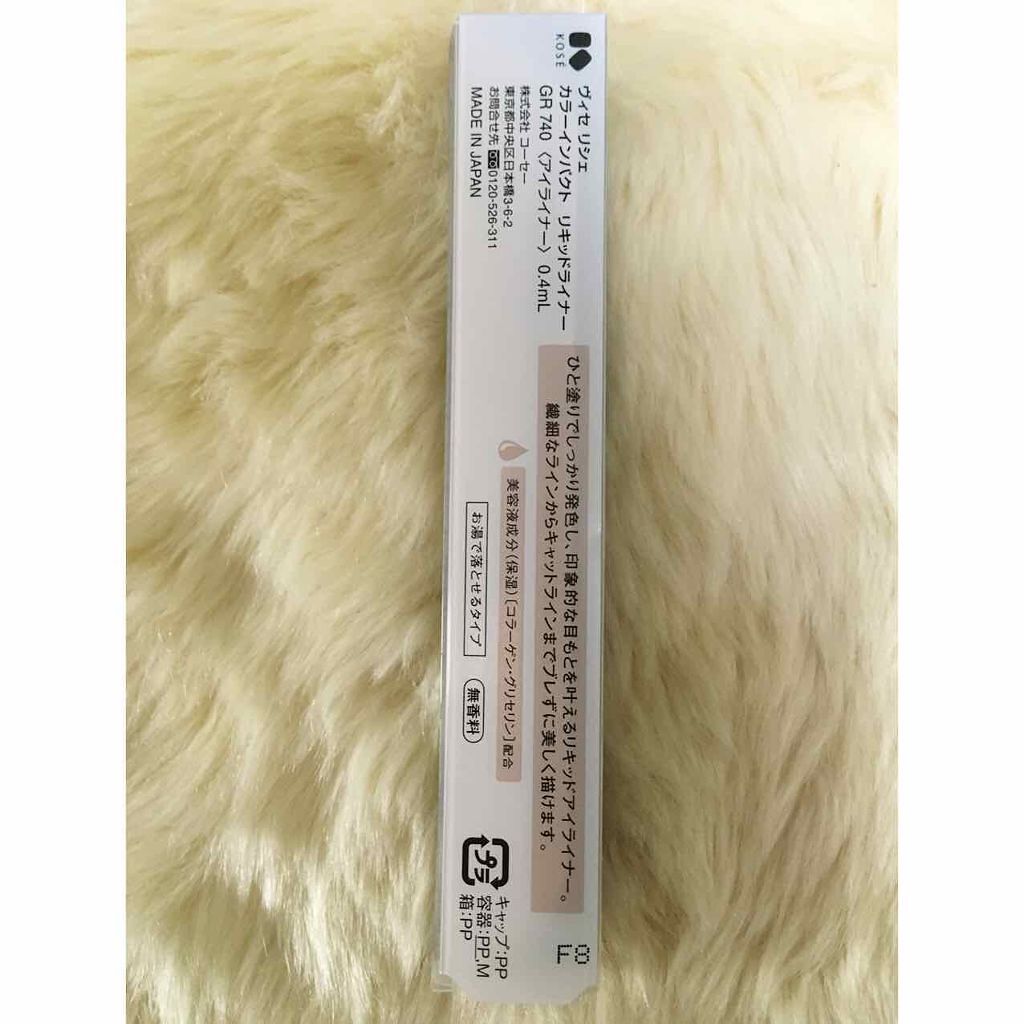 KOSÉ
ヴィセ リシェ
カラーインパクト リキッドライナー
GR 740 〈アイライナー〉 0.4mL
株式会社 コーセー
東京都中央区日本橋3-6-2
お問合せ先 0120-526-311
MADE IN JAPAN
ひと塗りでしっかり発色し、印象的な目もとを叶えるリキッドアイライナー。
繊細なラインからキャットラインまでブレずに美しく描けます。
美容液成分(保湿)[コラーゲン・グリセリン]配合
お湯で落とせるタイプ
無香料
プラ
キャップ:PP
容器:PP,M
箱:PP